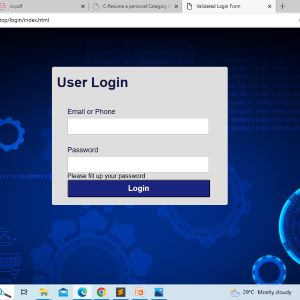 rs.pdf
C-Resume a personal Category
Validated Login Form
top/login/index.html
User Login
Email or Phone
Password
Please fill up your password
Login
29°C Mostly cloudy